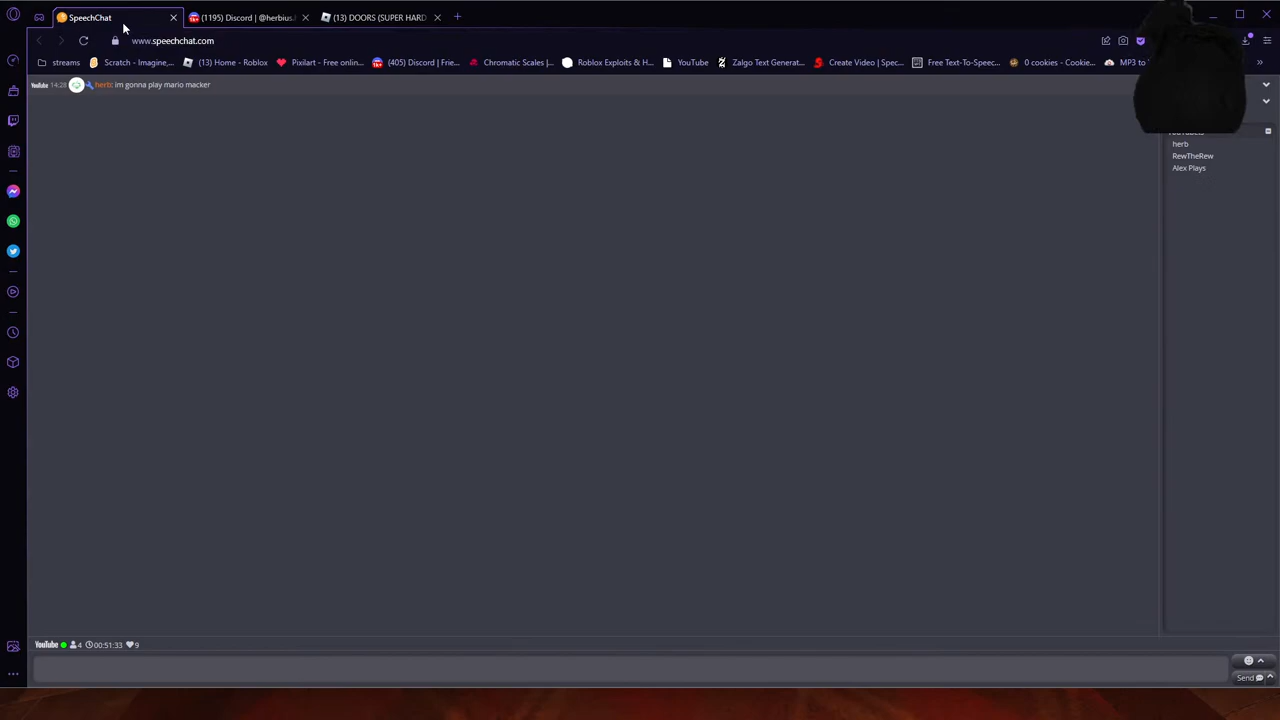 SpeechChat
(1195) Discord | @herbius.
(13) DOORS (SUPER HARD
www.speechchat.com
streams
Scratch - Imagine,...
(13) Home - Roblox
Pixilart - Free onlin...
(405) Discord | Frie...
Chromatic Scales |...
Roblox Exploits & H...
YouTube
Zalgo Text Generat...
Create Video | Spec...
Free Text-To-Speec...
0 cookies - Cookie...
MP3 to
YouTube 14:28 herb: im gonna play mario macker
herb
RewTheRew
Alex Plays
YouTube 4 00:51:33 9
Send